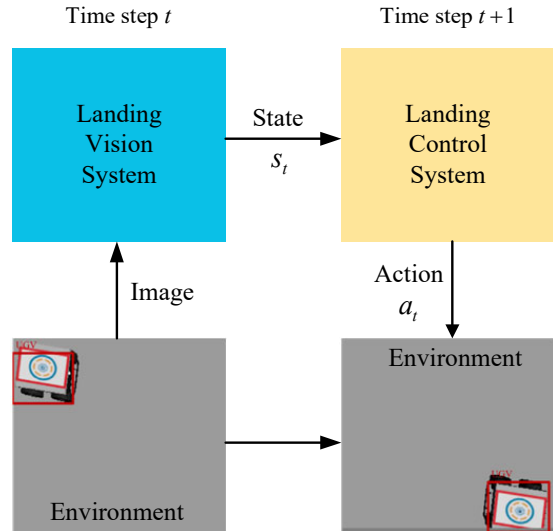 Time step t
Time step t+1
Landing
Vision
System
State
s_t
Landing
Control
System
Image
Action
a_t
UGV
Environment
Environment
UGV